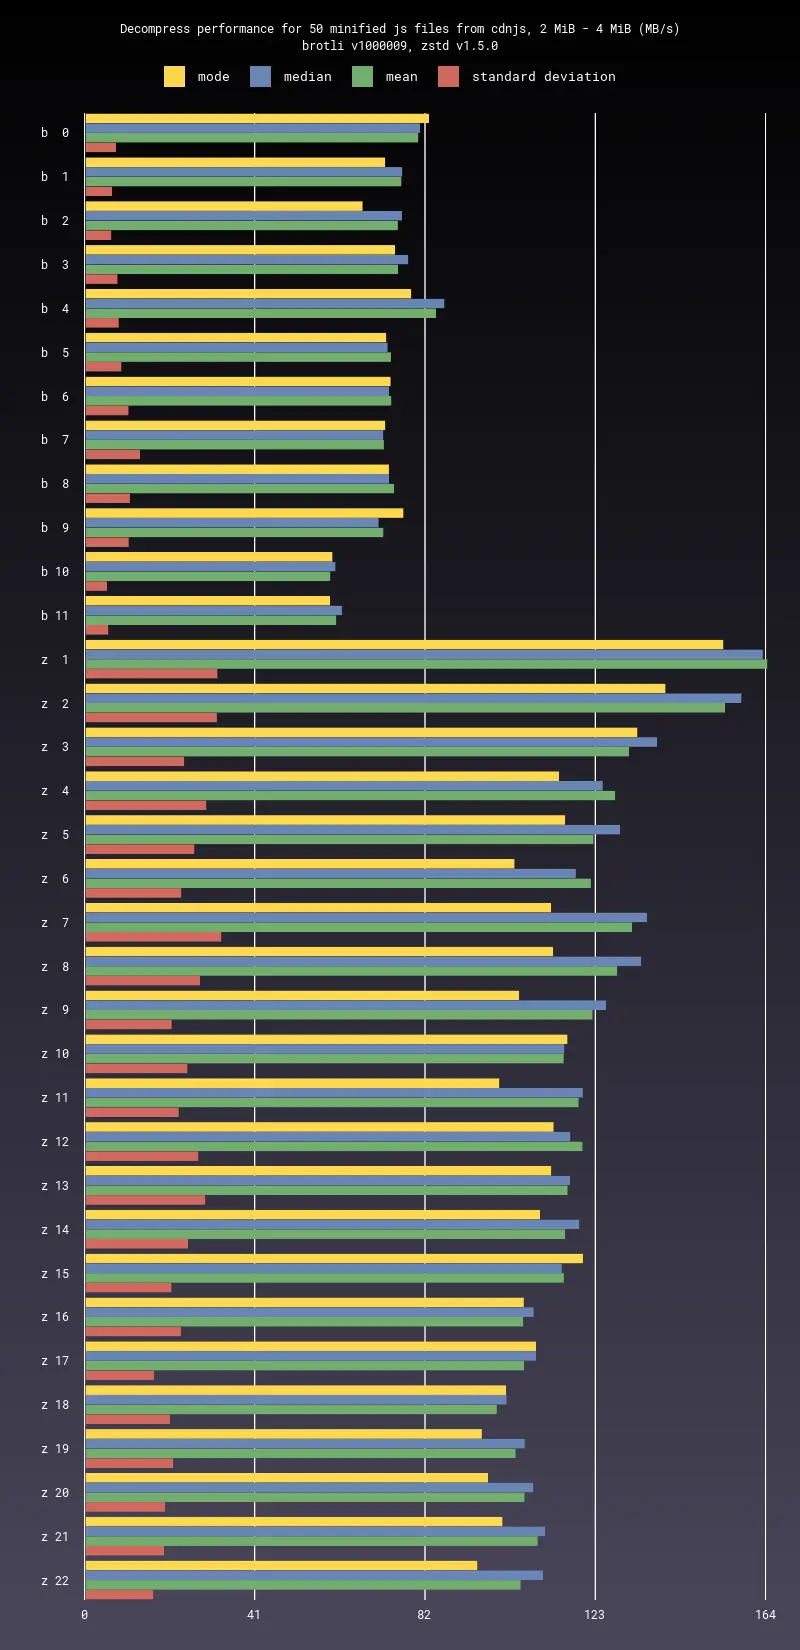 Decompress performance for 50 minified js files from cdnjs, 2 MiB - 4 MiB (MB/s)
brotli v1000009, zstd v1.5.0
mode median mean standard deviation
b 0
b 1
b 2
b 3
b 4
b 5
b 6
b 7
b 8
b 9
b 10
b 11
z 1
z 2
z 3
z 4
z 5
z 6
z 7
z 8
z 9
z 10
z 11
z 12
z 13
z 14
z 15
z 16
z 17
z 18
z 19
z 20
z 21
z 22
0 41 82 123 164